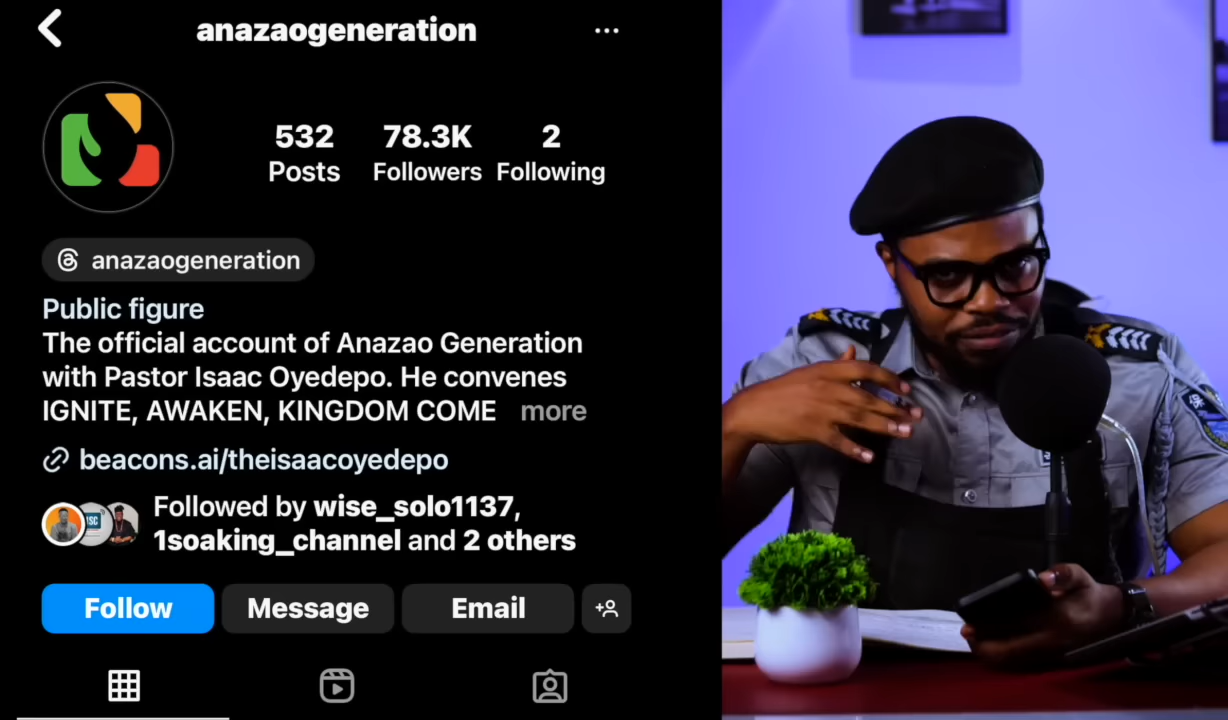 anazaogeneration
532
78.3K
2
Posts
Followers
Following
anazaogeneration
Public figure
The official account of Anazao Generation
with Pastor Isaac Oyedepo. He convenes
IGNITE, AWAKEN, KINGDOM COME more
beacons.ai/theisaacoyedepo
Followed by wise_solo1137,
1soaking_channel and 2 others
Follow
Message
Email